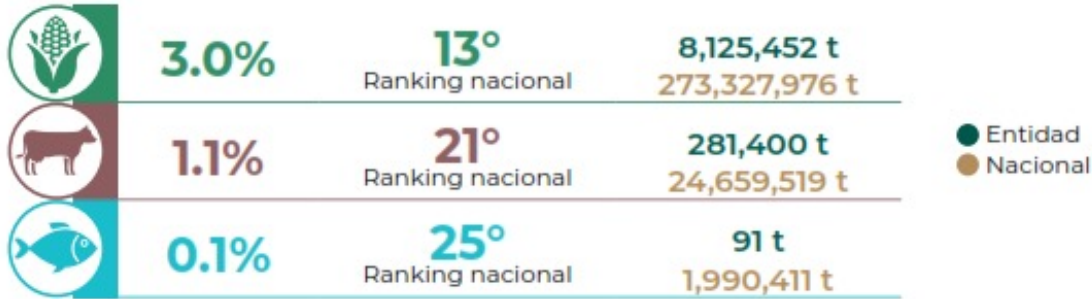 3.0%
13°
Ranking nacional
8,125,452 t
273,327,976 t
1.1%
21°
Ranking nacional
281,400 t
24,659,519 t
Entidad
Nacional
0.1%
25°
Ranking nacional
91 t
1,990,411 t